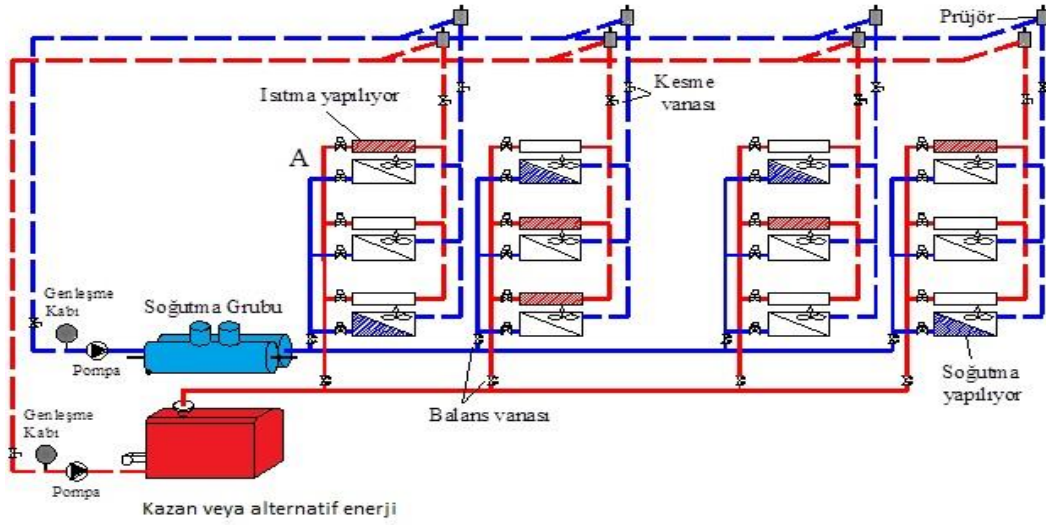 Prüjör
Isıtma yapılıyor
Kesme
vanası
A
Genleşme
Kabı
Soğutma Grubu
Pompa
Balans vanası
Soğutma
yapılıyor
Genleşme
Kabı
Pompa
Kazan veya alternatif enerji